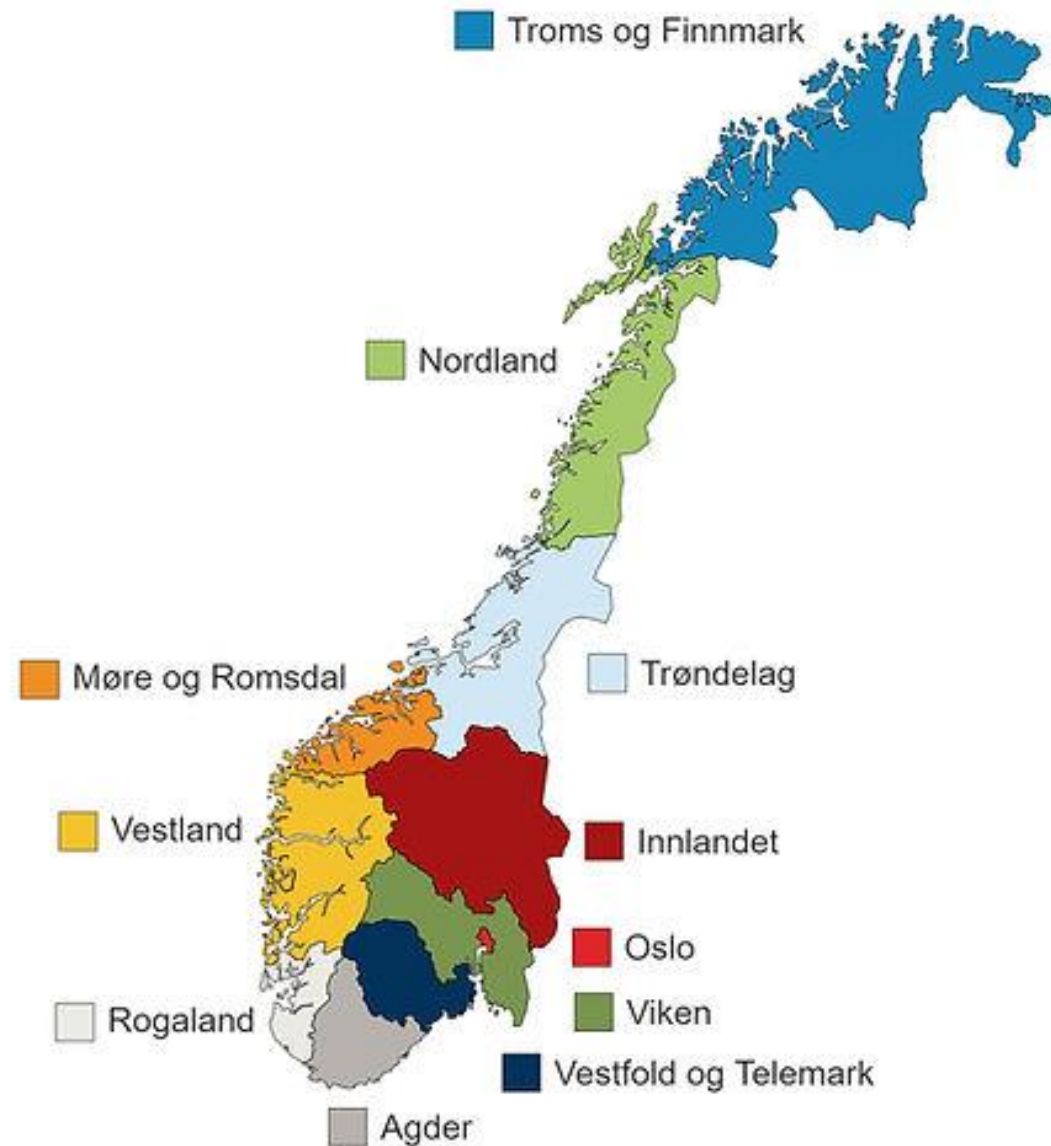 Troms og Finnmark
Nordland
Møre og Romsdal
Trøndelag
Vestland
Innlandet
Oslo
Viken
Rogaland
Vestfold og Telemark
Agder